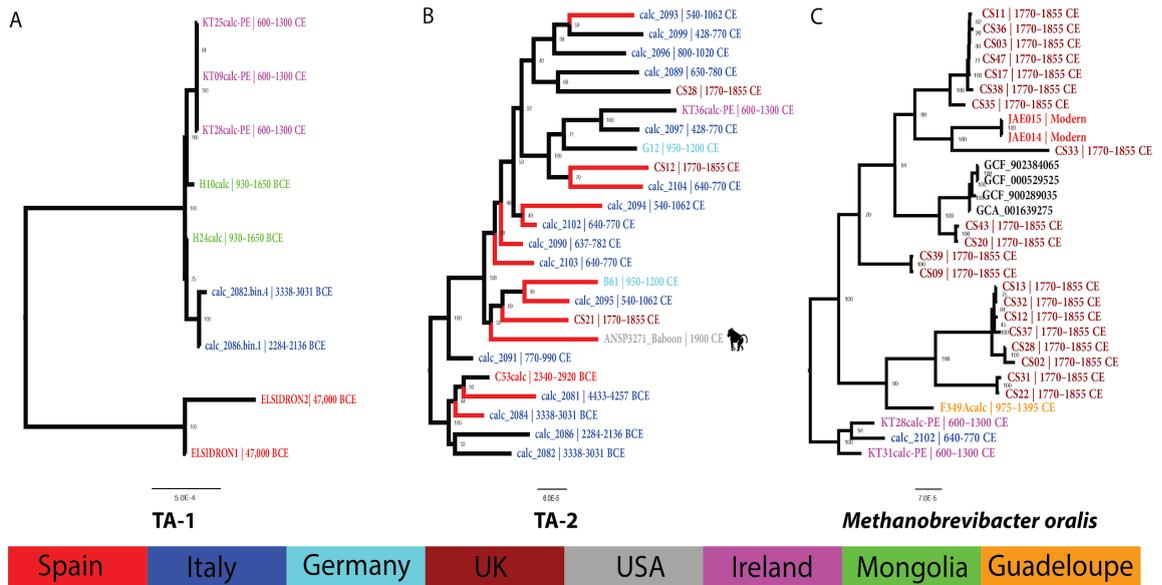 A
KT25calc-PE | 600-1300 CE
KT09calc-PE | 600-1300 CE
KT28calc-PE | 600-1300 CE
H10calc | 930-1650 BCE
H24calc | 930-1650 BCE
calc_2082.bin.4 | 3338-3031 BCE
calc_2086.bin.1 | 2284-2136 BCE
ELSIDRON2| 47,000 BCE
ELSIDRON1 | 47,000 BCE
5.0E-4
TA-1
B
calc_2093 | 540-1062 CE
calc_2099 | 428-770 CE
calc_2096 | 800-1020 CE
calc_2089 | 650-780 CE
CS28 | 1770-1855 CE
KT36calc-PE | 600-1300 CE
calc_2097 | 428-770 CE
G12 | 950-1200 CE
CS12 | 1770-1855 CE
calc_2104 | 640-770 CE
calc_2094 | 540-1062 CE
calc_2102 | 640-770 CE
calc_2090 | 637-782 CE
calc_2103 | 640-770 CE
B61 | 950-1200 CE
calc_2095 | 540-1062 CE
CS21 | 1770-1855 CE
ANSP3271_Baboon | 1900 CE
calc_2091 | 770-990 CE
C53calc | 2340-2920 BCE
calc_2081 | 4433-4257 BCE
calc_2084 | 3338-3031 BCE
calc_2086 | 2284-2136 BCE
calc_2082 | 3338-3031 BCE
6.0E-5
TA-2
C
CS11 | 1770-1855 CE
CS36 | 1770-1855 CE
CS03 | 1770-1855 CE
CS47 | 1770-1855 CE
CS17 | 1770-1855 CE
CS38 | 1770-1855 CE
CS35 | 1770-1855 CE
JAE015 | Modern
JAE014 | Modern
CS33 | 1770-1855 CE
GCF_902384065
GCF_000529525
GCF_900289035
GCA_001639275
CS43 | 1770-1855 CE
CS20 | 1770-1855 CE
CS39 | 1770-1855 CE
CS09 | 1770-1855 CE
CS13 | 1770-1855 CE
CS32 | 1770-1855 CE
CS12 | 1770-1855 CE
CS37 | 1770-1855 CE
CS28 | 1770-1855 CE
CS02 | 1770-1855 CE
CS31 | 1770-1855 CE
CS22 | 1770-1855 CE
F349Acalc | 975-1395 CE
KT28calc-PE | 600-1300 CE
calc_2102 | 640-770 CE
KT31calc-PE | 600-1300 CE
7.0E-5
Methanobrevibacter oralis
Spain
Italy
Germany
UK
USA
Ireland
Mongolia
Guadeloupe